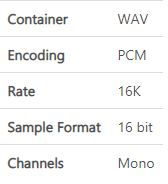 Container WAV
Encoding PCM
Rate 16K
Sample Format 16 bit
Channels Mono